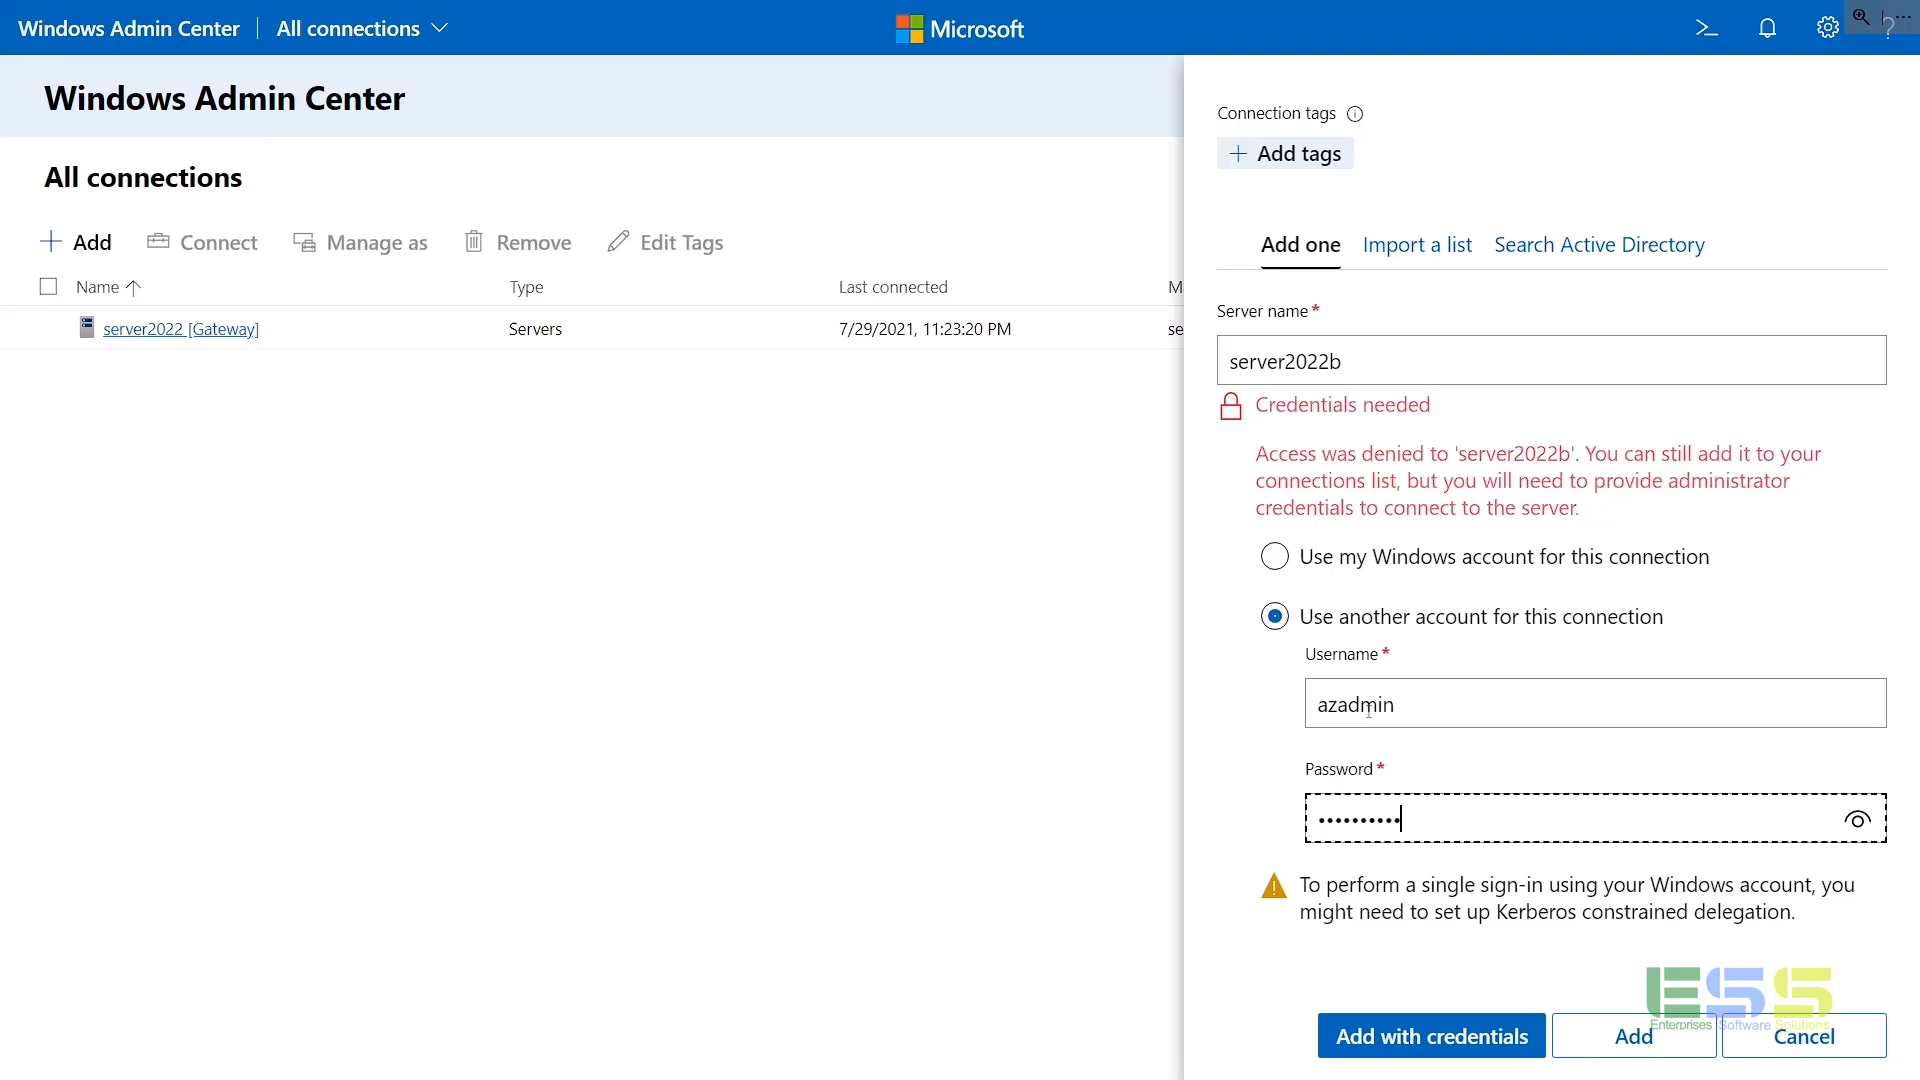 Windows Admin Center
All connections
Microsoft
Windows Admin Center
All connections
Add
Connect
Manage as
Remove
Edit Tags
Name
Type
Last connected
M
server2022 [Gateway]
Servers
7/29/2021, 11:23:20 PM
se
Connection tags
Add tags
Add one
Import a list
Search Active Directory
Server name *
server2022b
Credentials needed
Access was denied to 'server2022b'. You can still add it to your
connections list, but you will need to provide administrator
credentials to connect to the server.
Use my Windows account for this connection
Use another account for this connection
Username *
azadmin
Password *
••••••••••
To perform a single sign-in using your Windows account, you
might need to set up Kerberos constrained delegation.
ESS
Enterprises Software Solutions
Add with credentials
Add
Cancel